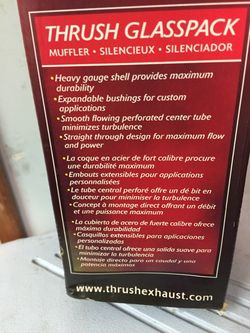 THRUSH GLASSPACK
MUFFLER • SILENCIEUX • SILENCIADOR
• Heavy gauge shell provides maximum
durability
• Expandable bushings for custom
applications
• Smooth flowing perforated center tube
minimizes turbulence
• Straight through design for maximum flow
and power
• La coque en acier de fort calibre procure
une durabilité maximum
• Embouts extensibles pour applications
personnalisées
• Le tube central perforé offre un dé bit en
douceur pour minimiser la turbulence
• Concept à montage direct offrant un débit
et une puissance maximum
• La cubierta de acero de fuerte calibre ofrece
máxima durabilidad
• Casquillos extensibles para aplicaciones
personalizadas
• El tubo central ofrece una salida suave para
minimizar la turbulencia
• Montaje directo para un caudal y una
potencia máximos
www.thrushexhaust.com